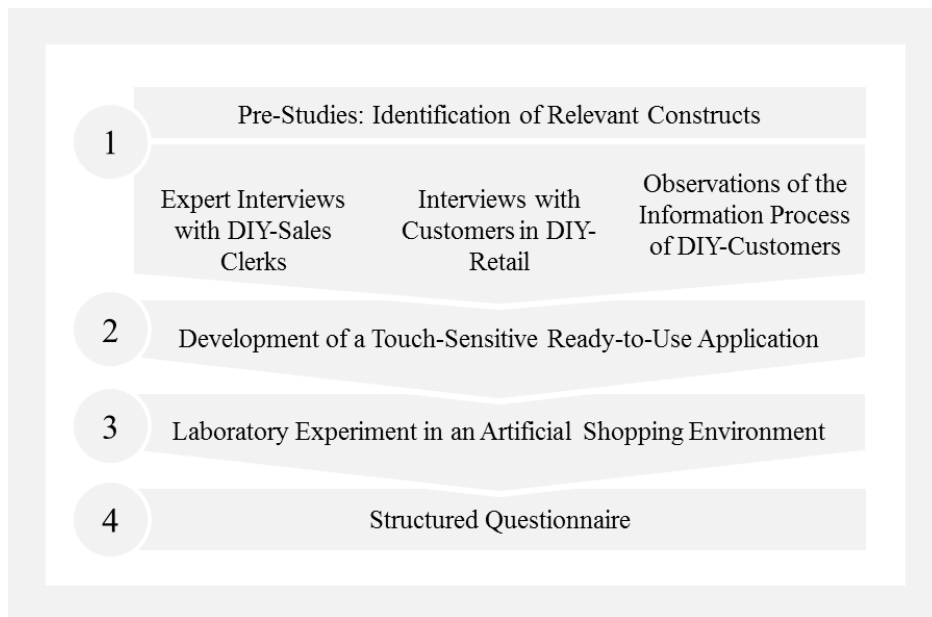 1
Pre-Studies: Identification of Relevant Constructs
Expert Interviews
with DIY-Sales
Clerks
Interviews with
Customers in DIY-
Retail
Observations of the
Information Process
of DIY-Customers
2
Development of a Touch-Sensitive Ready-to-Use Application
3
Laboratory Experiment in an Artificial Shopping Environment
4
Structured Questionnaire